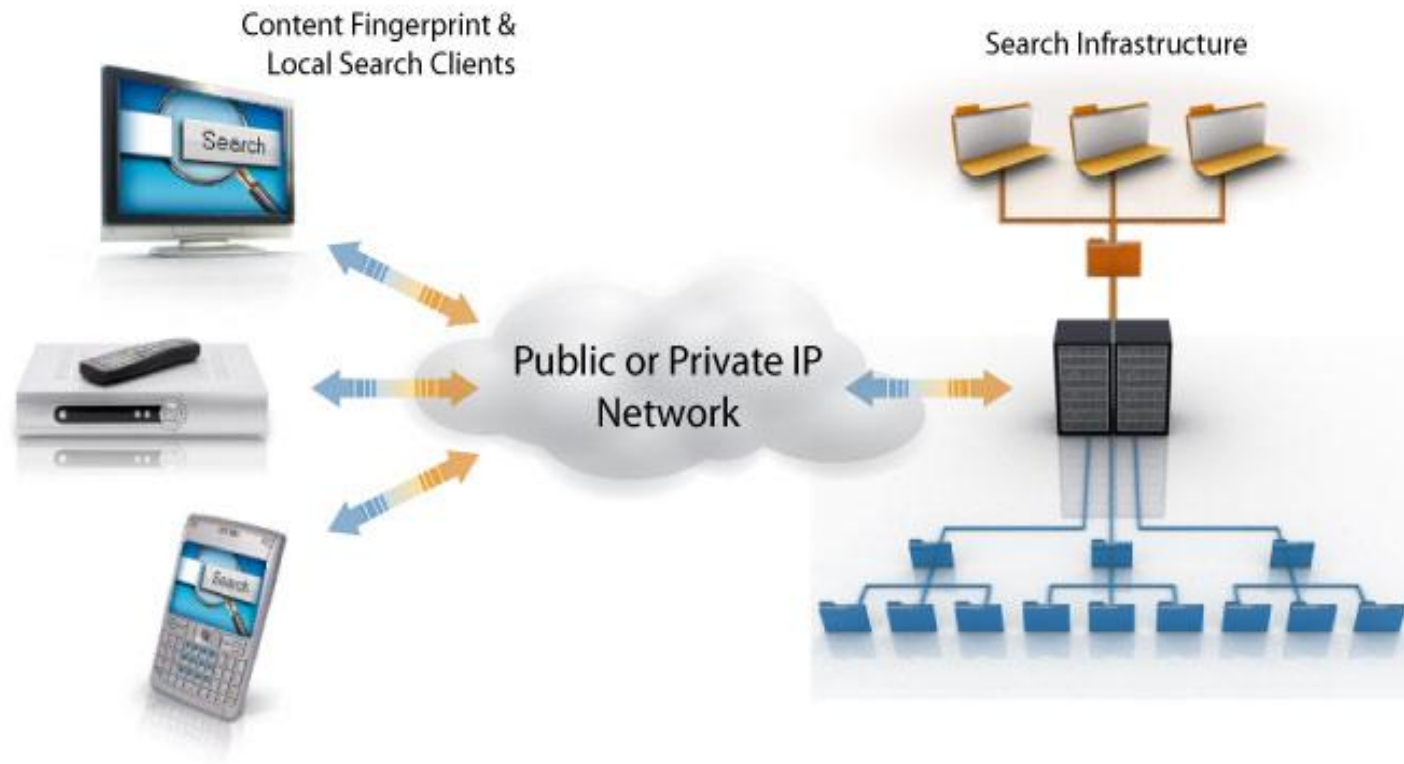 Content Fingerprint &
Local Search Clients
Search Infrastructure
Search
Public or Private IP
Network
Search